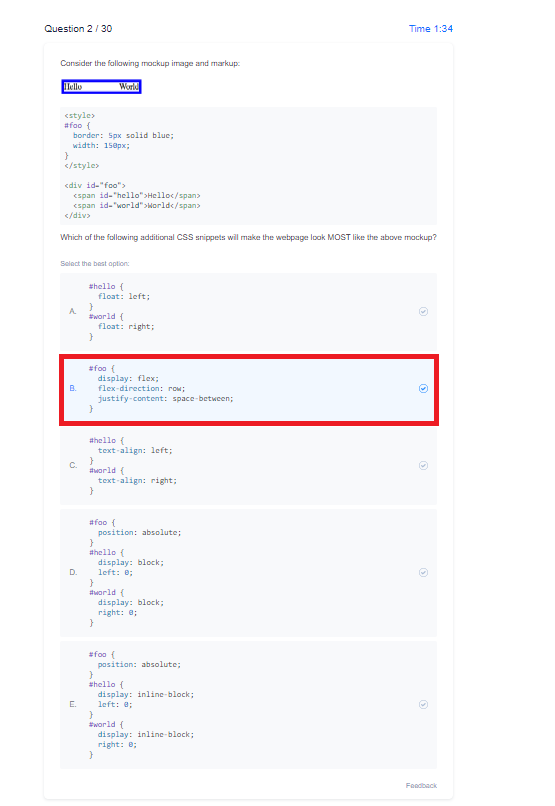 Question 2 / 30
Time 1:34
Consider the following mockup image and markup:
Hello World
<style>
#foo {
border: 5px solid blue;
width: 150px;
}
</style>
<div id="foo">
<span id="hello">Hello</span>
<span id="world">World</span>
</div>
Which of the following additional CSS snippets will make the webpage look MOST like the above mockup?
Select the best option:
A.
#hello {
float: left;
}
#world {
float: right;
}
B.
#foo {
display: flex;
flex-direction: row;
justify-content: space-between;
}
C.
#hello {
text-align: left;
}
#world {
text-align: right;
}
D.
#foo {
position: absolute;
}
#hello {
display: block;
left: 0;
}
#world {
display: block;
right: 0;
}
E.
#foo {
position: absolute;
}
#hello {
display: inline-block;
left: 0;
}
#world {
display: inline-block;
right: 0;
}
Feedback